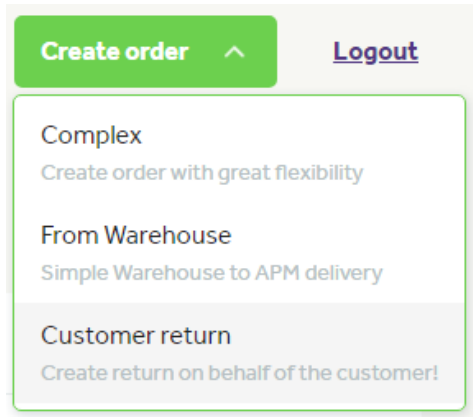 Create order
Logout
Complex
Create order with great flexibility
From Warehouse
Simple Warehouse to APM delivery
Customer return
Create return on behalf of the customer!